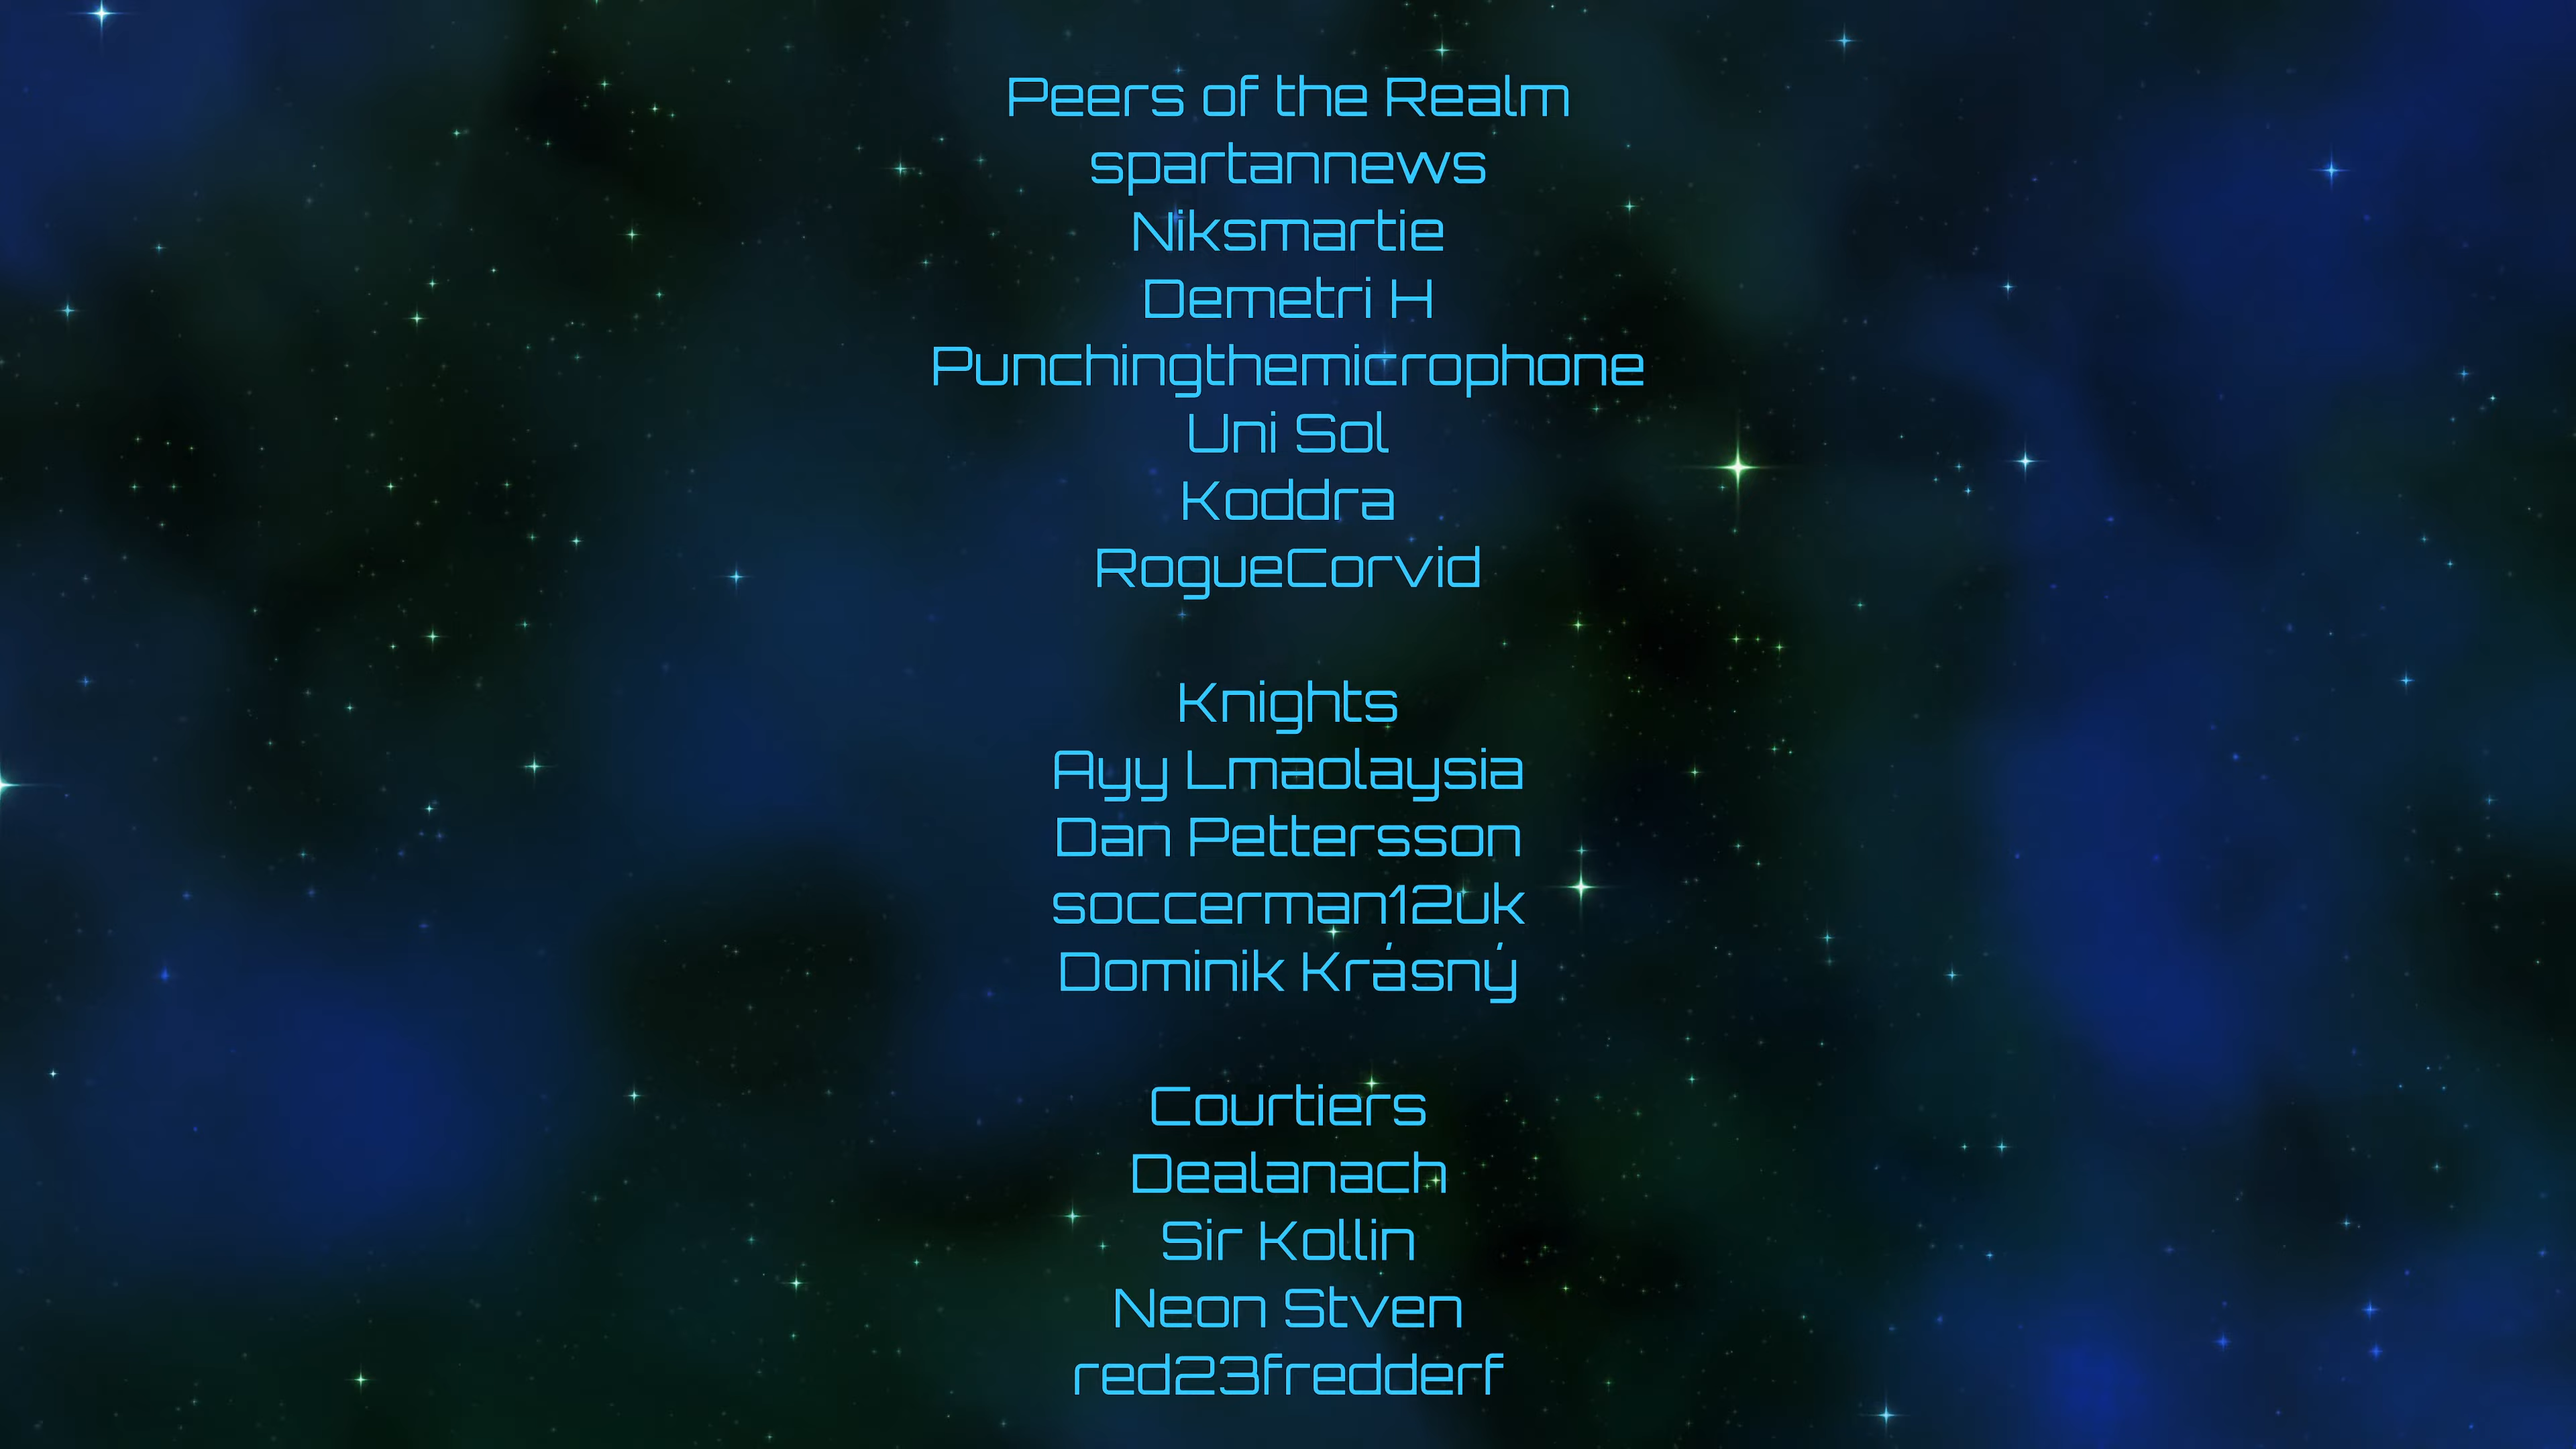 Peers of the Realm
spartannews
Niksmartie
Demetri H
Punchingthemicrophone
Uni Sol
Koddra
RogueCorvid
Knights
Ayy Lmaolaysia
Dan Pettersson
soccerman12uk
Dominik Krásný
Courtiers
Dealanach
Sir Kollin
Neon Stven
red23fredderf